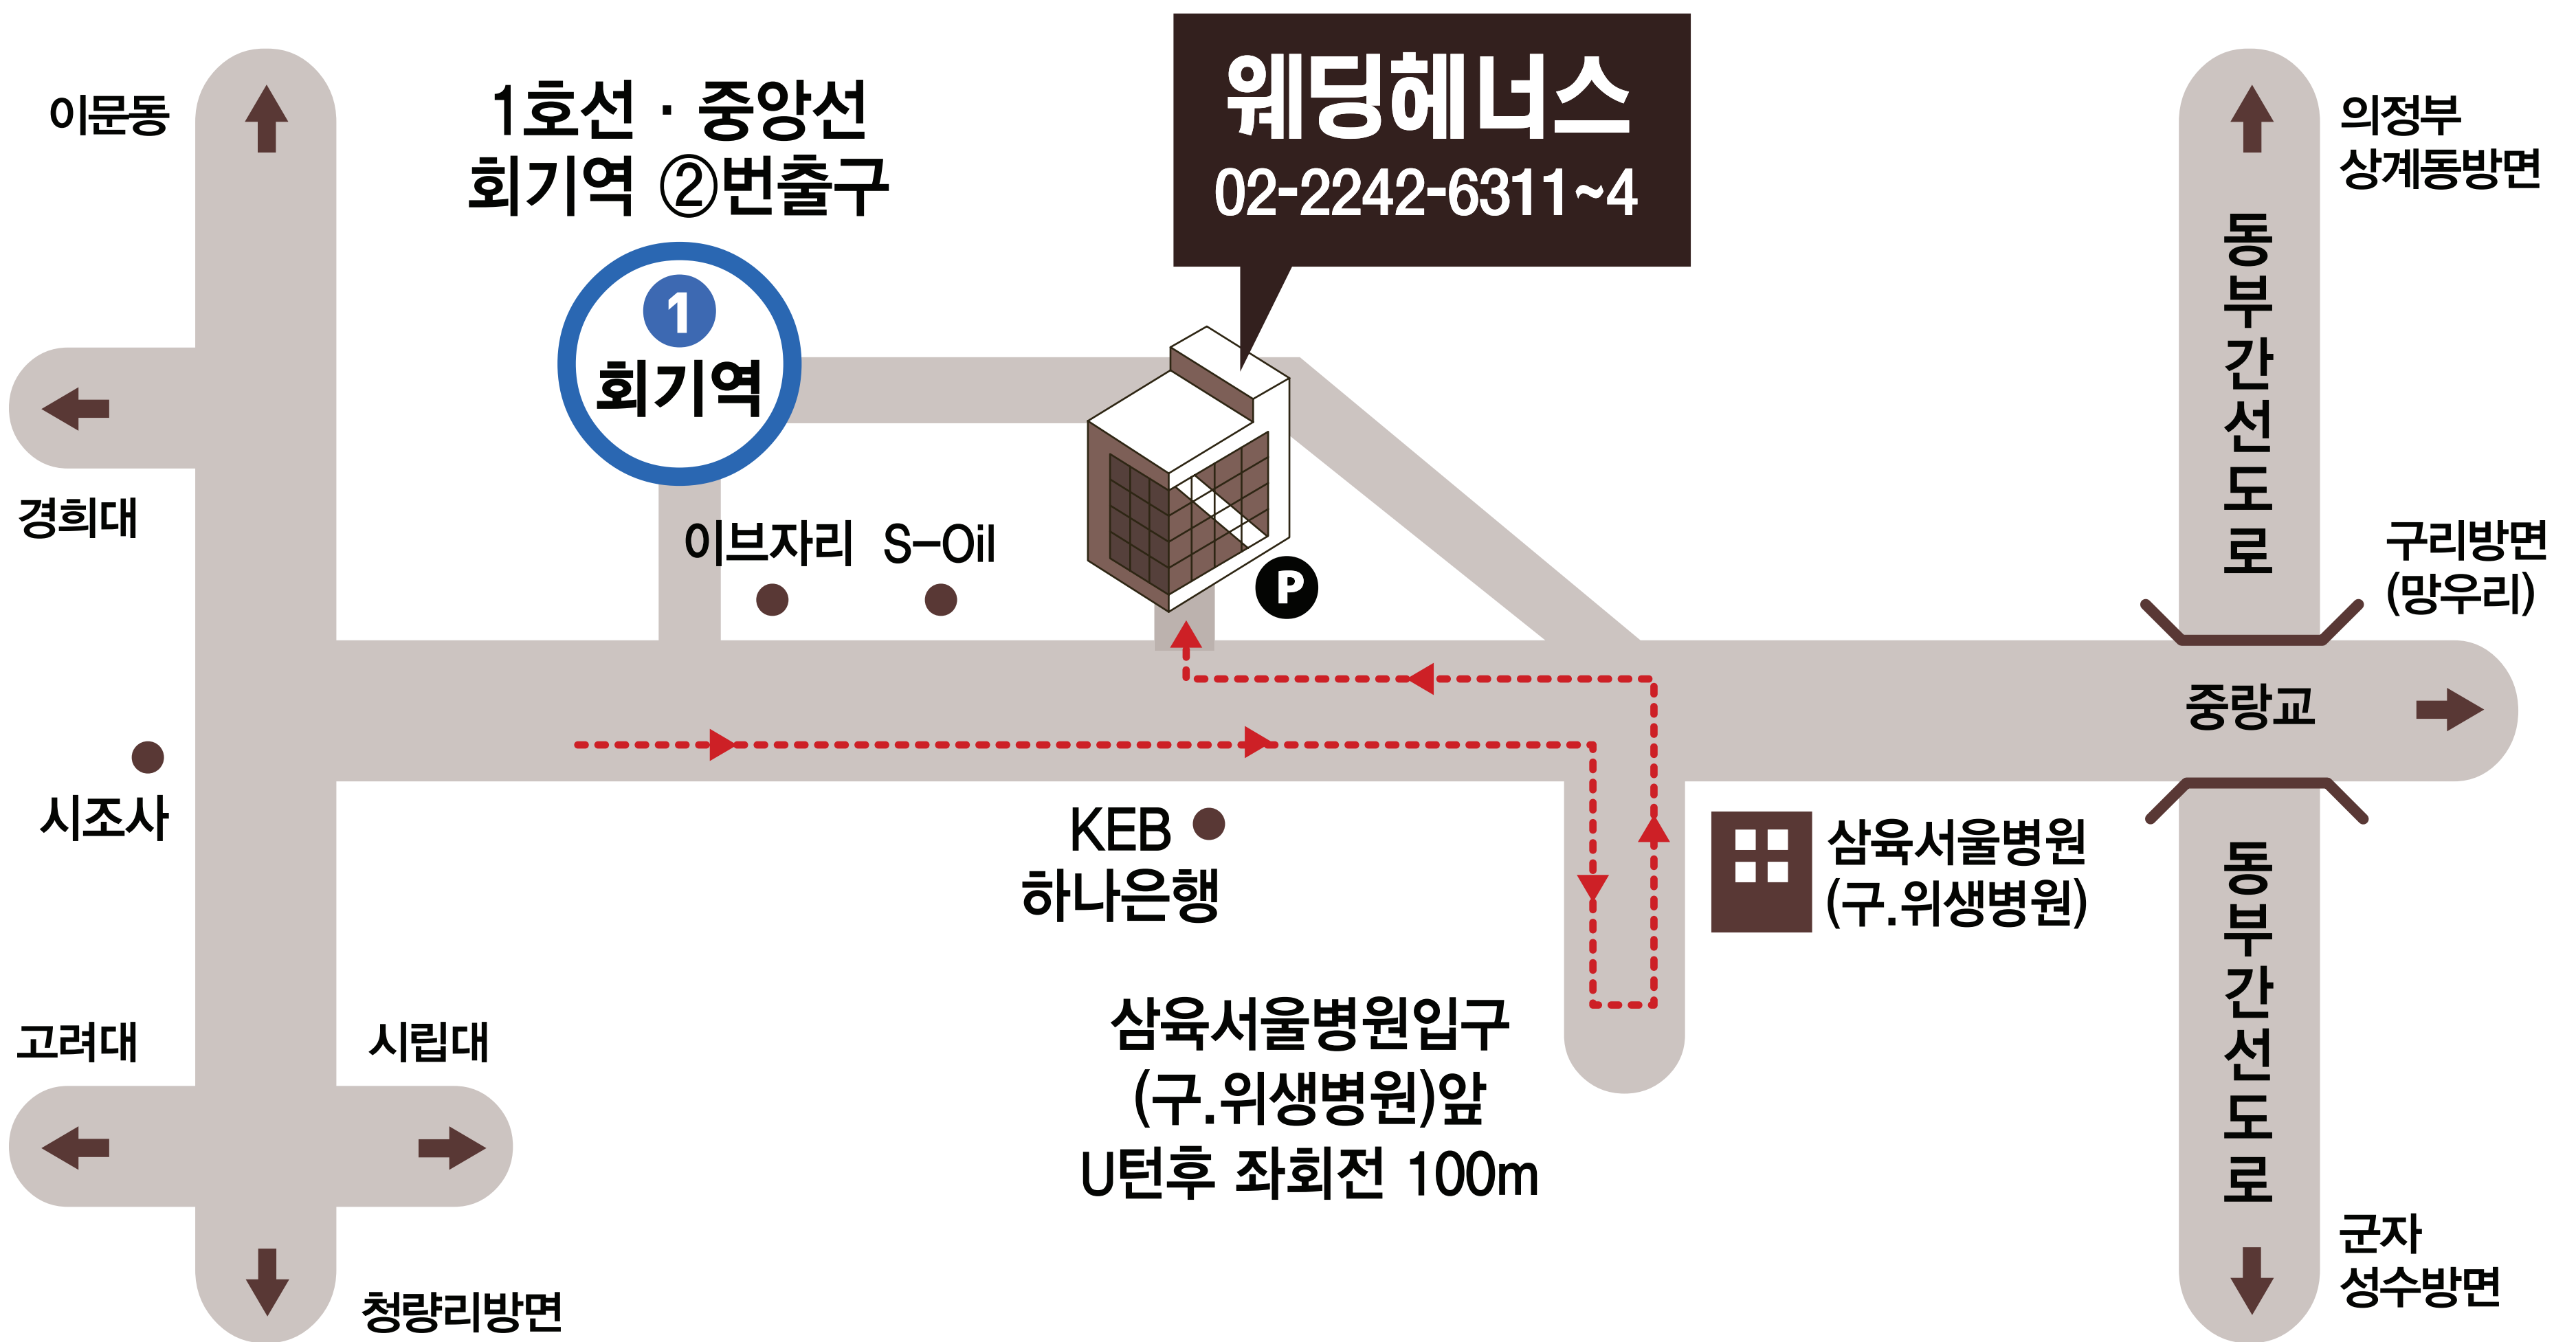 웨딩헤너스
02-2242-6311~4
1호선 · 중앙선
회기역 ②번출구
1
회기역
이문동
경희대
시조사
고려대
시립대
청량리방면
이브자리
S-Oil
P
KEB
하나은행
삼육서울병원입구
(구.위생병원)앞
U턴후 좌회전 100m
삼육서울병원
(구.위생병원)
의정부
상계동방면
동부간선도로
구리방면
(망우리)
중랑교
동부간선도로
군자
성수방면